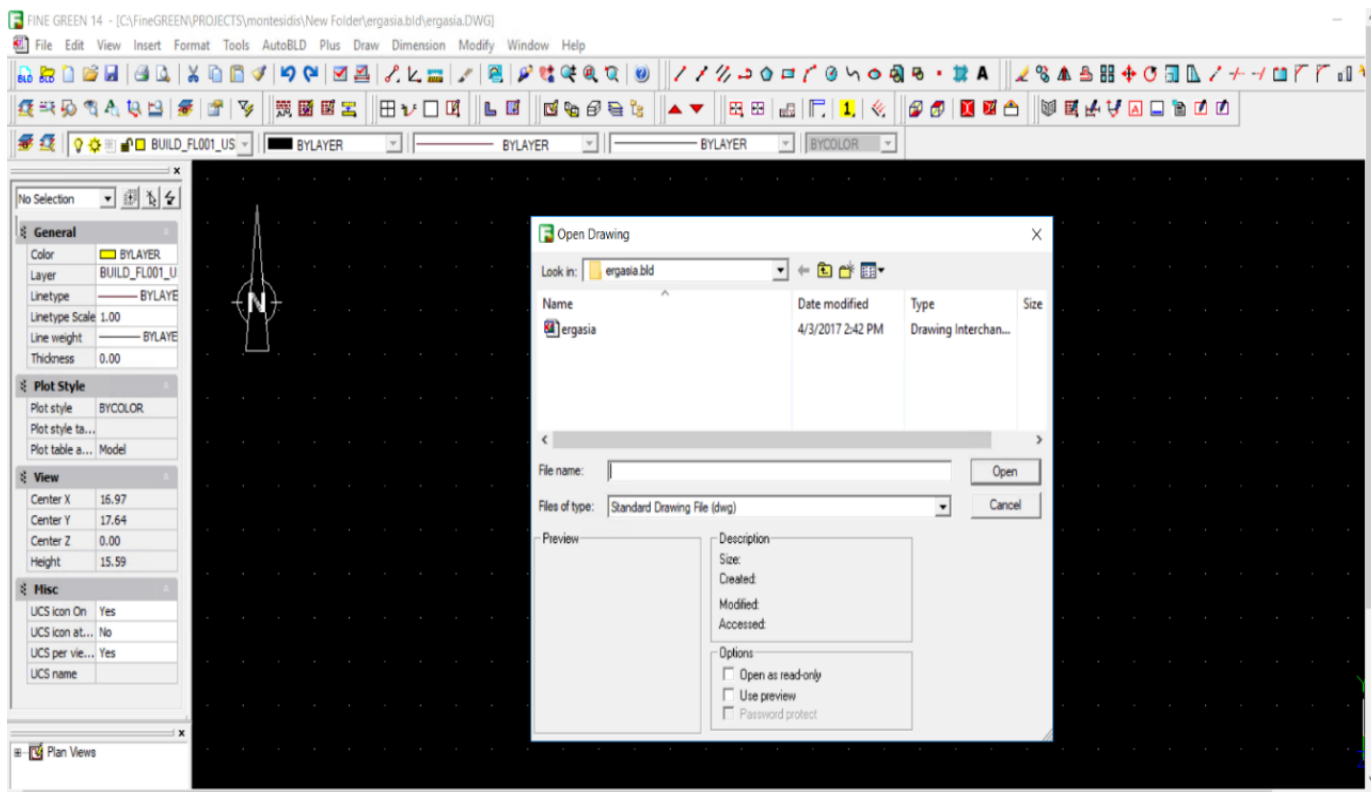 FINE GREEN 14 - [C:\FineGREEN\PROJECTS\montesidis\New Folder\ergasia.bld\ergasia.DWG]
File Edit View Insert Format Tools AutoBLD Plus Draw Dimension Modify Window Help
BUILD_FL001_US BYLAYER BYLAYER BYLAYER BYCOLOR
No Selection
General
Color BYLAYER
Layer BUILD_FL001_U
Linetype BYLAYE
Linetype Scale 1.00
Line weight BYLAYE
Thickness 0.00
Plot Style
Plot style BYCOLOR
Plot style ta...
Plot table a... Model
View
Center X 16.97
Center Y 17.64
Center Z 0.00
Height 15.59
Misc
UCS icon On Yes
UCS icon at... No
UCS per vie... Yes
UCS name
Plan Views
N
Open Drawing
Look in: ergasia.bld
Name Date modified Type Size
ergasia 4/3/2017 2:42 PM Drawing Interchan...
File name: Open
Files of type: Standard Drawing File (dwg) Cancel
Preview
Description
Size:
Created:
Modified:
Accessed:
Options
Open as read-only
Use preview
Password protect